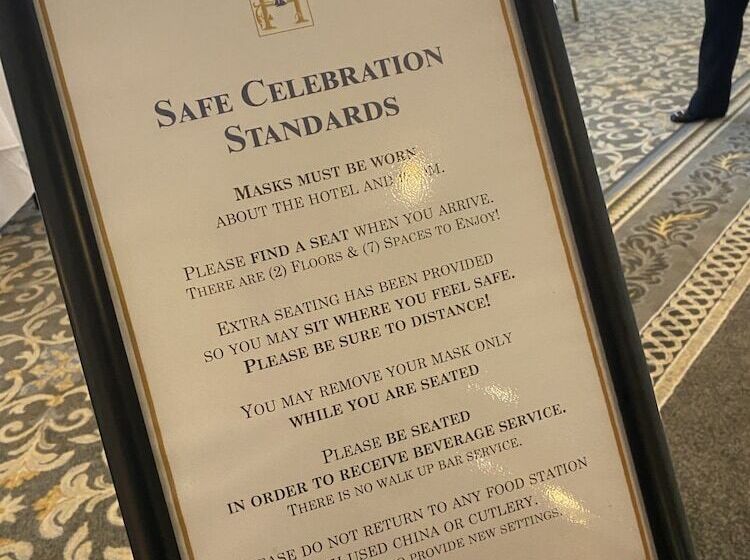 SAFE CELEBRATION
STANDARDS
MASKS MUST BE WORN
ABOUT THE HOTEL AND
PLEASE FIND A SEAT WHEN YOU ARRIVE.
THERE ARE (2) FLOORS & (7) SPACES TO ENJOY!
EXTRA SEATING HAS BEEN PROVIDED
SO YOU MAY SIT WHERE YOU FEEL SAFE.
PLEASE BE SURE TO DISTANCE!
YOU MAY REMOVE YOUR MASK ONLY
WHILE YOU ARE SEATED
PLEASE BE SEATED
IN ORDER TO RECEIVE BEVERAGE SERVICE.
THERE IS NO WALK UP BAR SERVICE.
DO NOT RETURN TO ANY FOOD STATION
USED CHINA OR CUTLERY.
TO PROVIDE NEW SETTINGS.